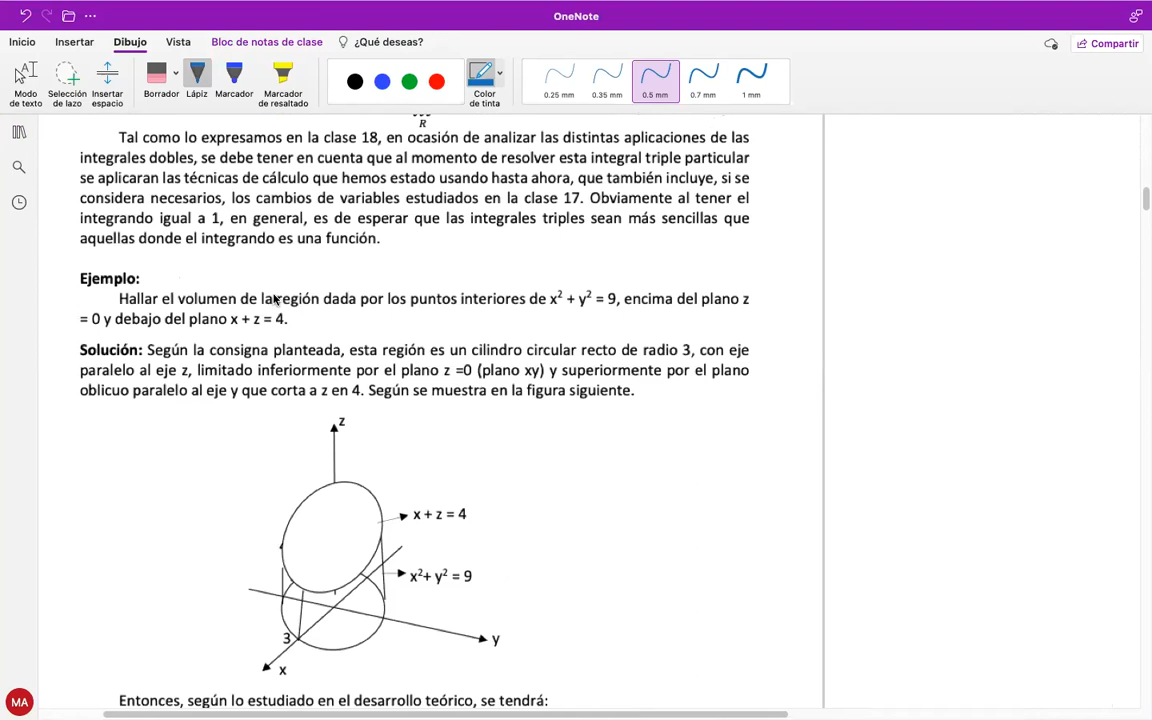 OneNote
Inicio Insertar Dibujo Vista Bloc de notas de clase ¿Qué deseas? Compartir
Modo de texto Selección de lazo Insertar espacio Borrador Lápiz Marcador Marcador de resaltado Color de tinta 0.25 mm 0.35 mm 0.5 mm 0.7 mm 1 mm
R
Tal como lo expresamos en la clase 18, en ocasión de analizar las distintas aplicaciones de las
integrales dobles, se debe tener en cuenta que al momento de resolver esta integral triple particular
se aplicaran las técnicas de cálculo que hemos estado usando hasta ahora, que también incluye, si se
considera necesarios, los cambios de variables estudiados en la clase 17. Obviamente al tener el
integrando igual a 1, en general, es de esperar que las integrales triples sean más sencillas que
aquellas donde el integrando es una función.
Ejemplo:
Hallar el volumen de la región dada por los puntos interiores de x² + y² = 9, encima del plano z
= 0 y debajo del plano x + z = 4.
Solución: Según la consigna planteada, esta región es un cilindro circular recto de radio 3, con eje
paralelo al eje z, limitado inferiormente por el plano z =0 (plano xy) y superiormente por el plano
oblicuo paralelo al eje y que corta a z en 4. Según se muestra en la figura siguiente.
z
x + z = 4
x²+ y² = 9
3
y
x
Entonces, según lo estudiado en el desarrollo teórico, se tendrá:
MA